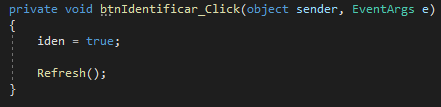 private void btnIdentificar_Click(object sender, EventArgs e)
{
iden = true;
Refresh();
}